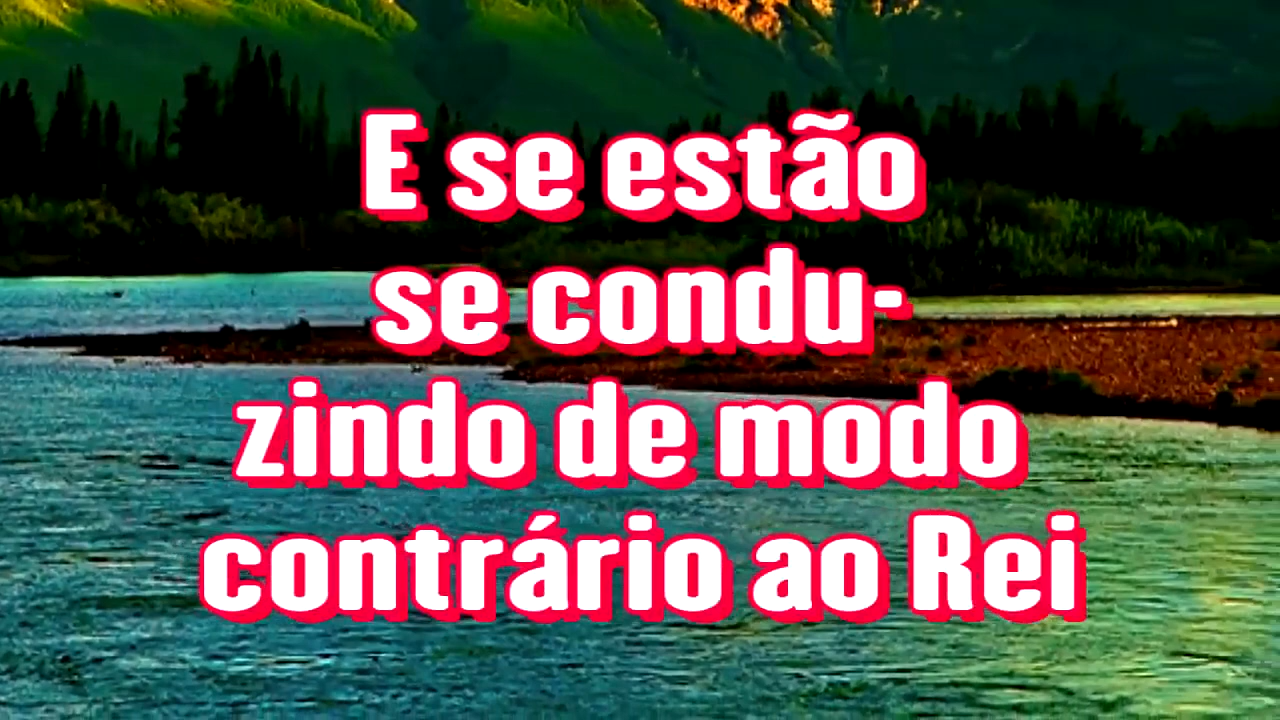 E se estão
se condu-
zindo de modo
contrário ao Rei